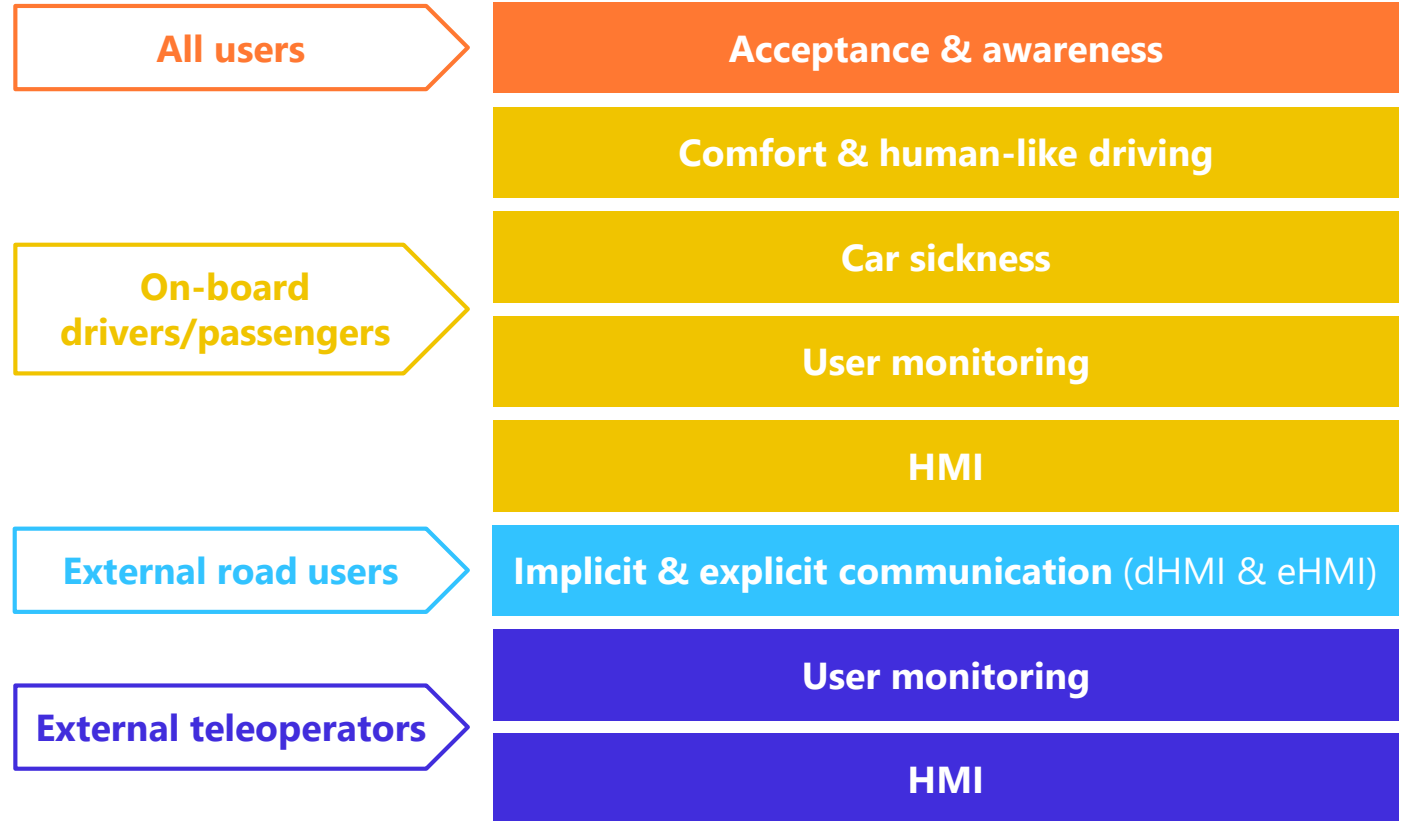 All users
Acceptance & awareness
Comfort & human-like driving
Car sickness
On-board
drivers/passengers
User monitoring
HMI
External road users
Implicit & explicit communication (dHMI & eHMI)
User monitoring
External teleoperators
HMI